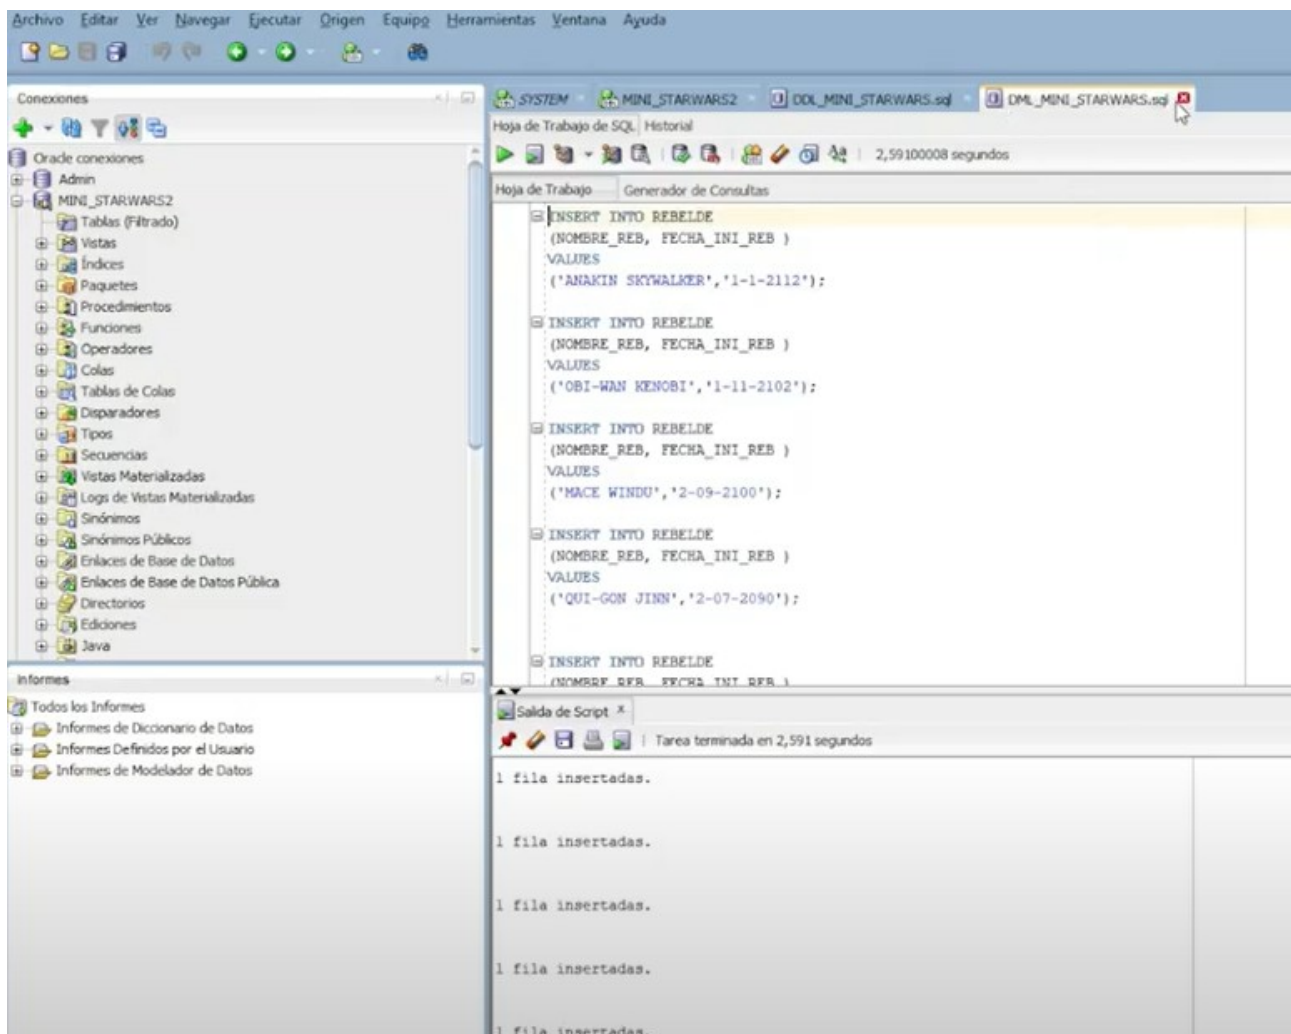 Archivo Editar Ver Navegar Ejecutar Origen Equipo Herramientas Ventana Ayuda
Conexiones
Oracle conexiones
Admin
MINI_STARWARS2
Tablas (Filtrado)
Vistas
Índices
Paquetes
Procedimientos
Funciones
Operadores
Colas
Tablas de Colas
Disparadores
Tipos
Secuencias
Vistas Materializadas
Logs de Vistas Materializadas
Sinónimos
Sinónimos Públicos
Enlaces de Base de Datos
Enlaces de Base de Datos Pública
Directorios
Ediciones
Java
Informes
Todos los Informes
Informes de Diccionario de Datos
Informes Definidos por el Usuario
Informes de Modelador de Datos
SYSTEM MINI_STARWARS2 DDL_MINI_STARWARS.sql DML_MINI_STARWARS.sql
Hoja de Trabajo de SQL Historial
2,59100008 segundos
Hoja de Trabajo Generador de Consultas
INSERT INTO REBELDE
(NOMBRE_REB, FECHA_INI_REB )
VALUES
('ANAKIN SKYWALKER','1-1-2112');
INSERT INTO REBELDE
(NOMBRE_REB, FECHA_INI_REB )
VALUES
('OBI-WAN KENOBI','1-11-2102');
INSERT INTO REBELDE
(NOMBRE_REB, FECHA_INI_REB )
VALUES
('MACE WINDU','2-09-2100');
INSERT INTO REBELDE
(NOMBRE_REB, FECHA_INI_REB )
VALUES
('QUI-GON JINN','2-07-2090');
INSERT INTO REBELDE
(NOMBRE_REB, FECHA_INI_REB )
Salida de Script
Tarea terminada en 2,591 segundos
1 fila insertadas.
1 fila insertadas.
1 fila insertadas.
1 fila insertadas.
1 fila insertadas.